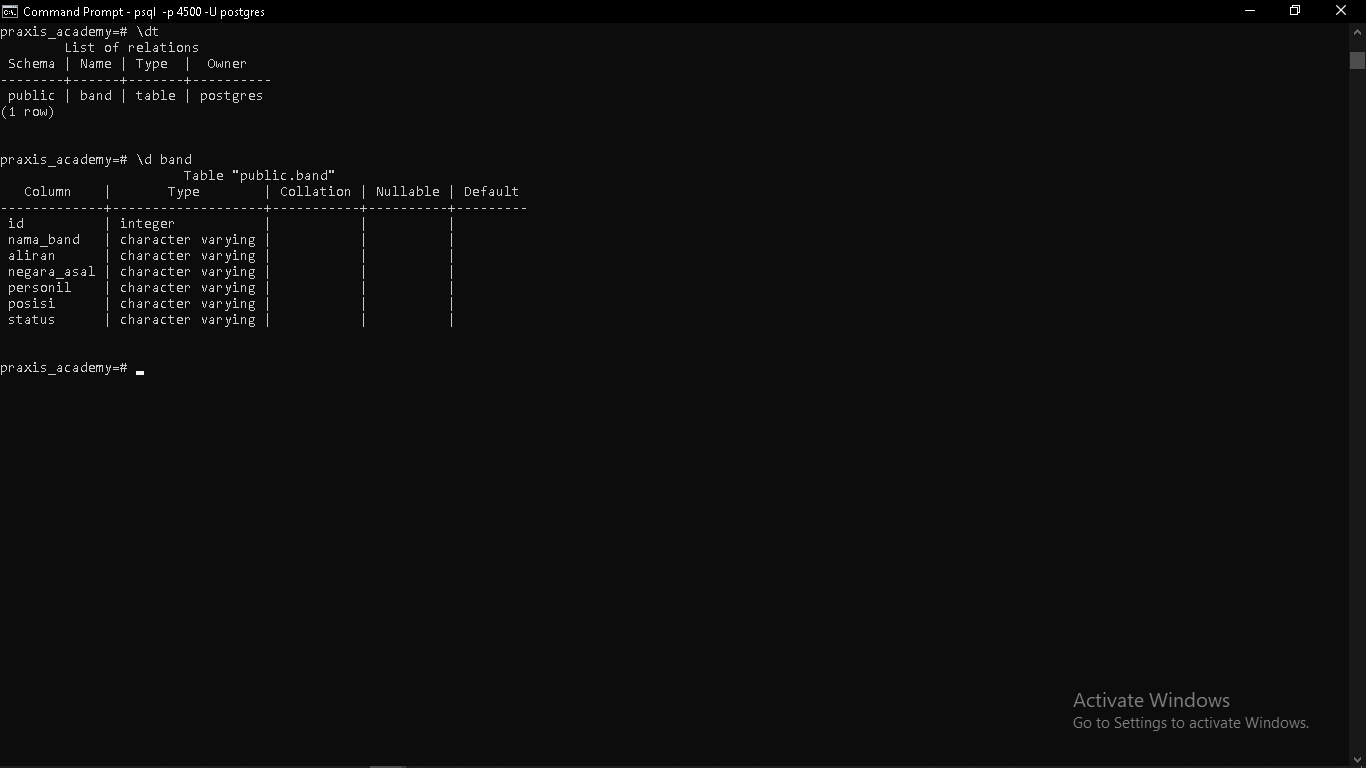 Command Prompt - psql  -p 4500 -U postgres
praxis_academy=# \dt
        List of relations
 Schema | Name | Type  |  Owner
--------+------+-------+----------
 public | band | table | postgres
(1 row)
praxis_academy=# \d band
                       Table "public.band"
   Column    |       Type        | Collation | Nullable | Default
-------------+-------------------+-----------+----------+---------
 id          | integer           |           |          |
 nama_band   | character varying |           |          |
 aliran      | character varying |           |          |
 negara_asal | character varying |           |          |
 personil    | character varying |           |          |
 posisi      | character varying |           |          |
 status      | character varying |           |          |
praxis_academy=#
Activate Windows
Go to Settings to activate Windows.